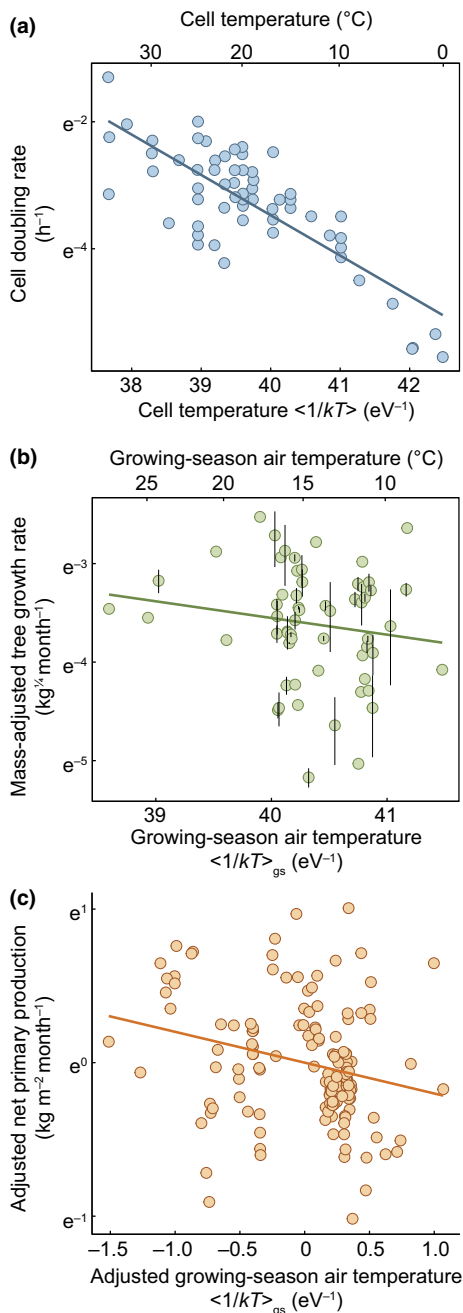 (a)
Cell temperature (°C)
30 20 10 0
e⁻²
e⁻⁴
Cell doubling rate
(h⁻¹)
38 39 40 41 42
Cell temperature <1/kT> (eV⁻¹)
(b)
Growing-season air temperature (°C)
25 20 15 10
e⁻³
e⁻⁴
e⁻⁵
Mass-adjusted tree growth rate
(kg¼ month⁻¹)
39 40 41
Growing-season air temperature
<1/kT>gs (eV⁻¹)
(c)
e¹
e⁰
e⁻¹
Adjusted net primary production
(kg m⁻² month⁻¹)
−1.5 −1.0 −0.5 0 0.5 1.0
Adjusted growing-season air temperature
<1/kT>gs (eV⁻¹)